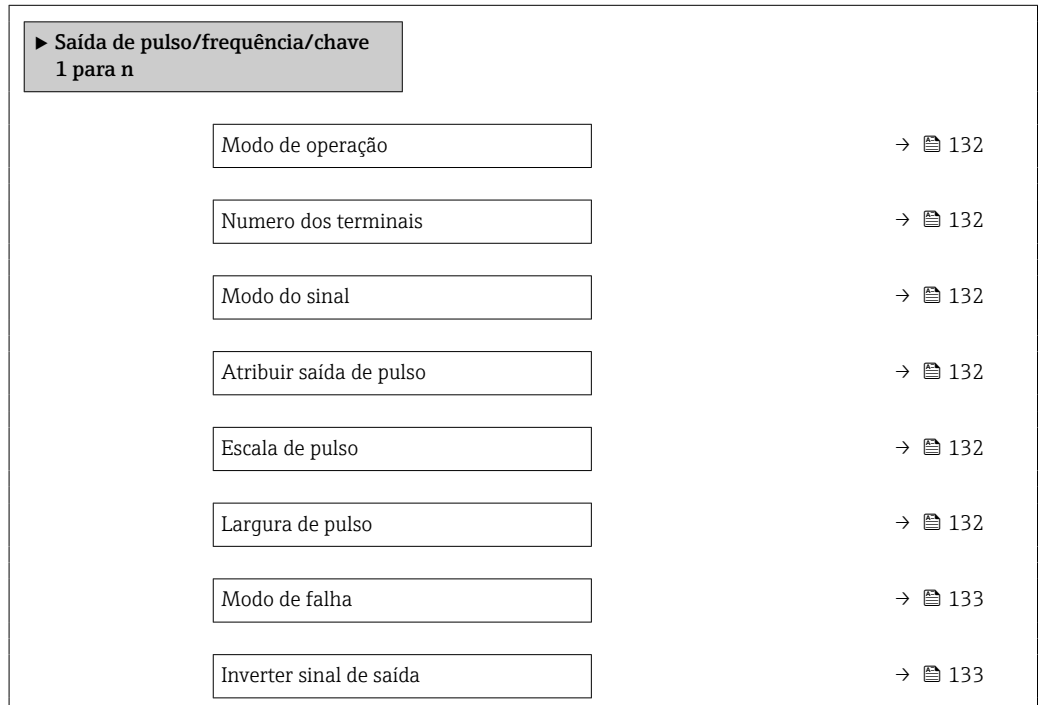 ▶ Saída de pulso/frequência/chave
1 para n
Modo de operação → 132
Numero dos terminais → 132
Modo do sinal → 132
Atribuir saída de pulso → 132
Escala de pulso → 132
Largura de pulso → 132
Modo de falha → 133
Inverter sinal de saída → 133